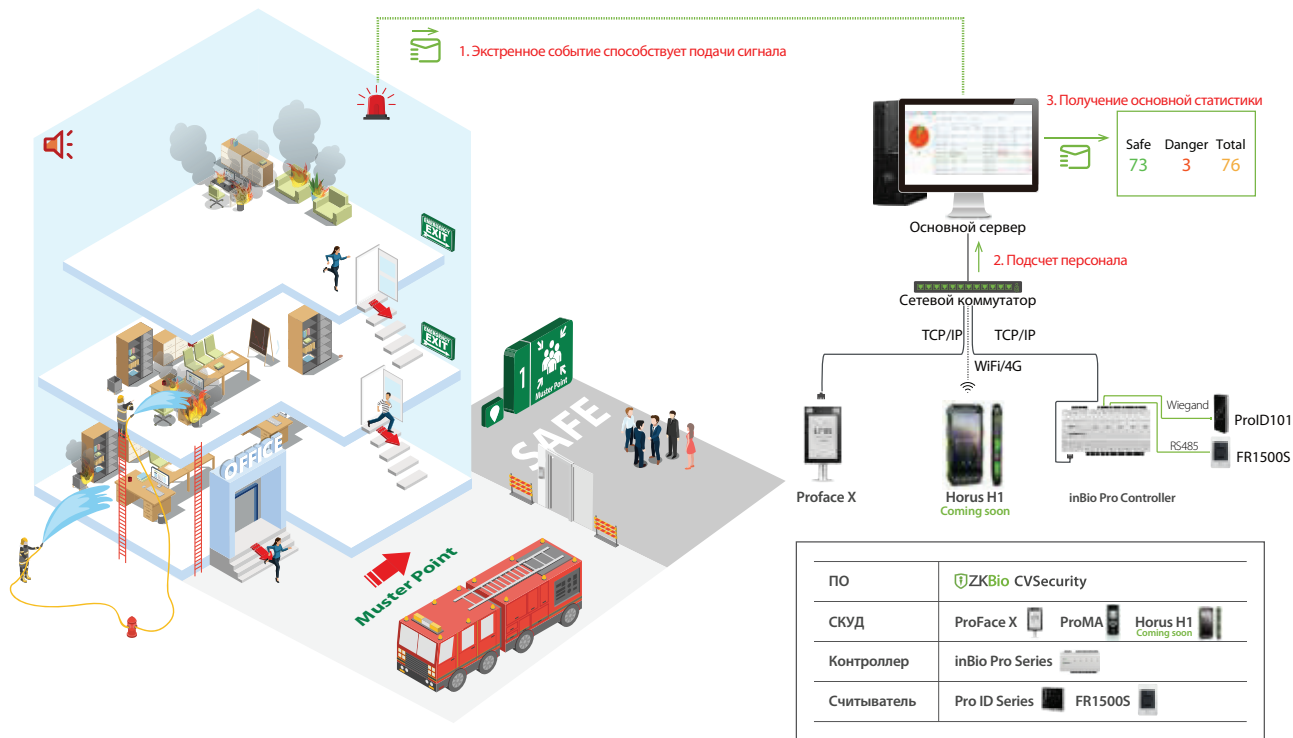 1. Экстренное событие способствует подачи сигнала
3. Получение основной статистики
Safe Danger Total
73 3 76
Основной сервер
2. Подсчет персонала
Сетевой коммутатор
TCP/IP TCP/IP
WiFi/4G
EMERGENCY
EXIT
EMERGENCY
EXIT
1
Muster Point
SAFE
OFFICE
Muster Point
Wiegand
ProID101
RS485
FR1500S
Proface X
Horus H1
Coming soon
inBio Pro Controller
ПО ZKBio CVSecurity
СКУД ProFace X ProMA Horus H1
Coming soon
Контроллер inBio Pro Series
Считыватель Pro ID Series FR1500S